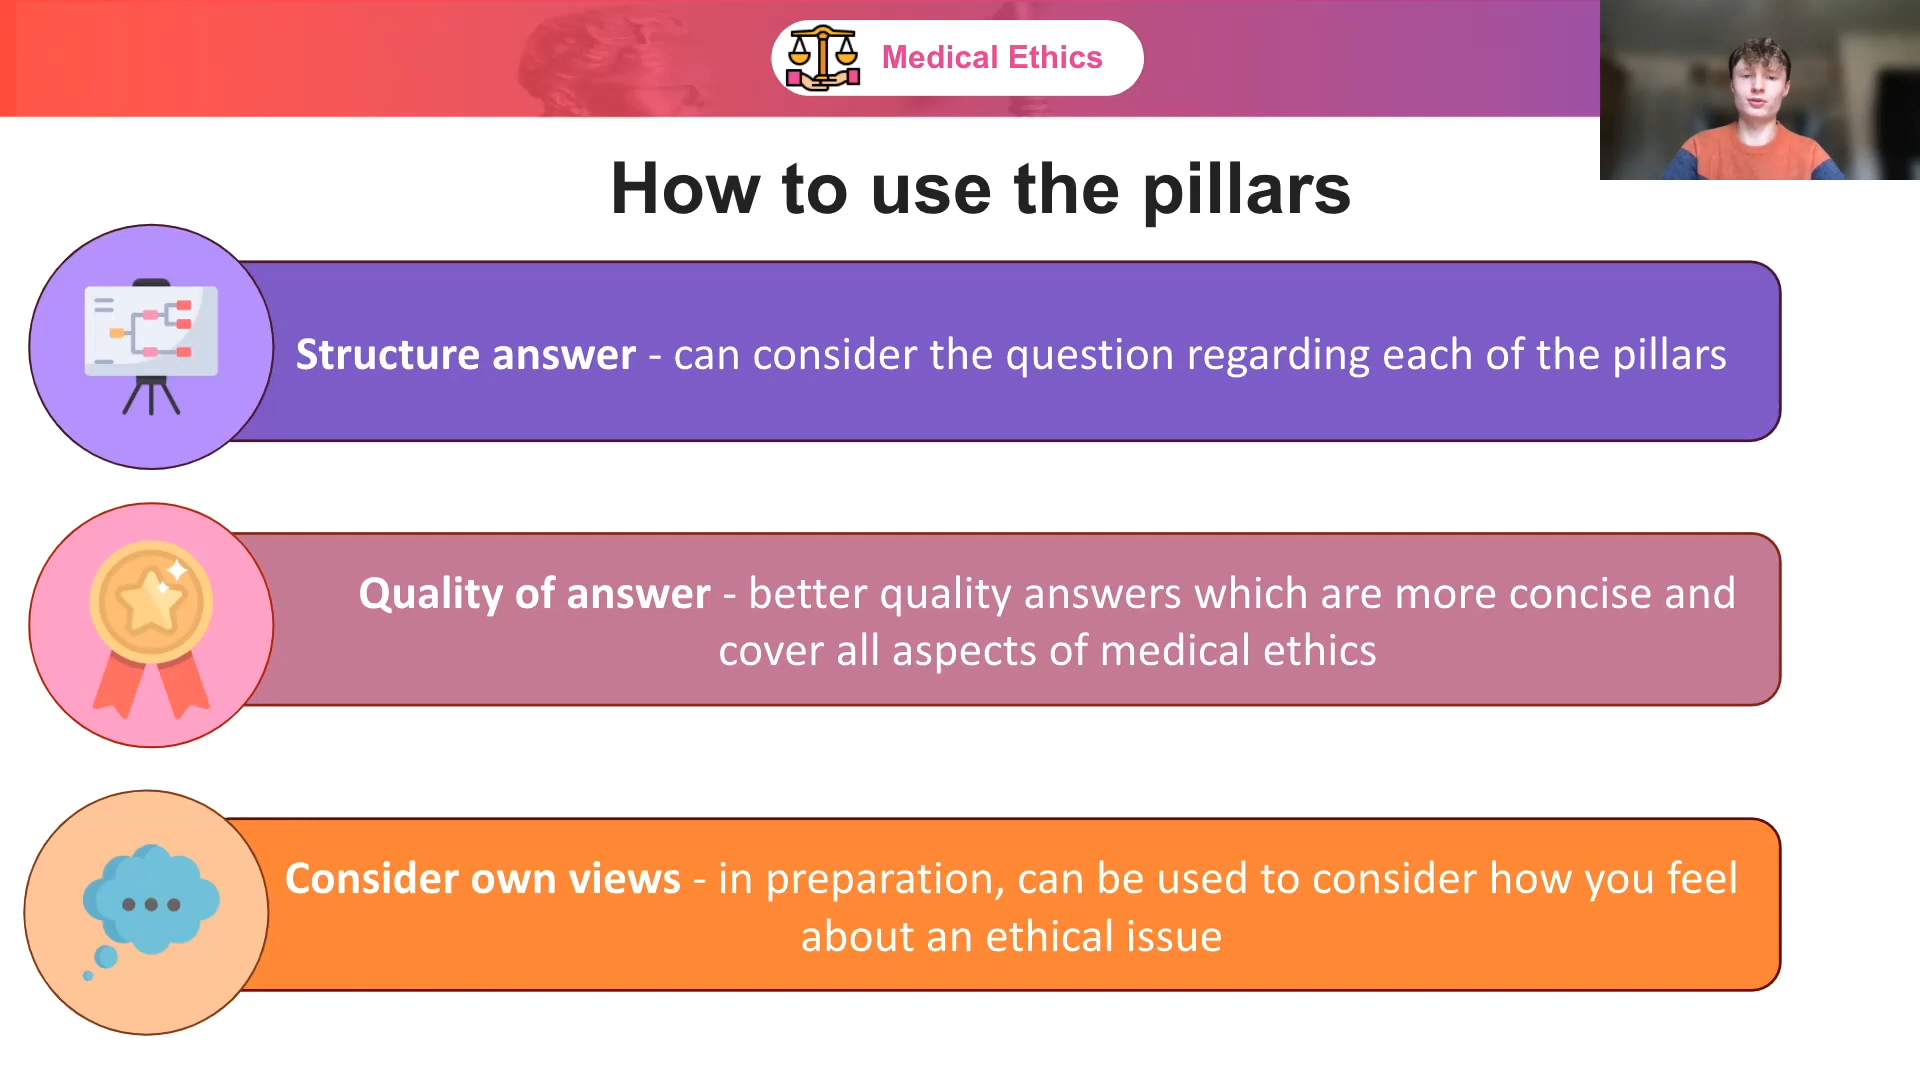 Medical Ethics
How to use the pillars
Structure answer - can consider the question regarding each of the pillars
Quality of answer - better quality answers which are more concise and
cover all aspects of medical ethics
Consider own views - in preparation, can be used to consider how you feel
about an ethical issue